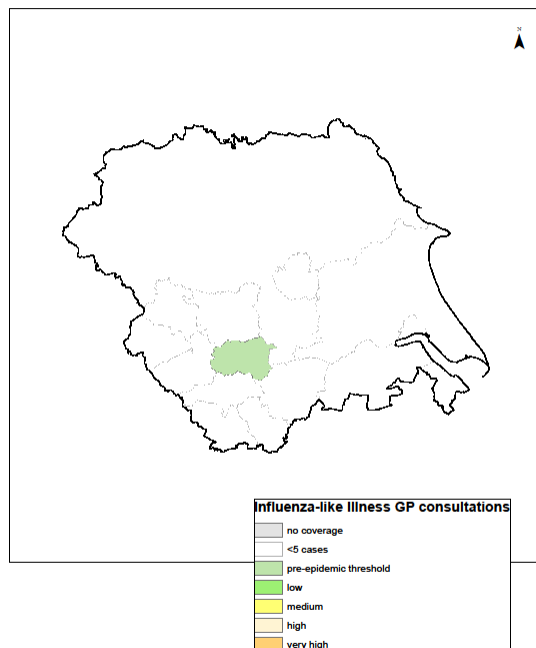 N
Influenza-like Illness GP consultations
no coverage
<5 cases
pre-epidemic threshold
low
medium
high
very high